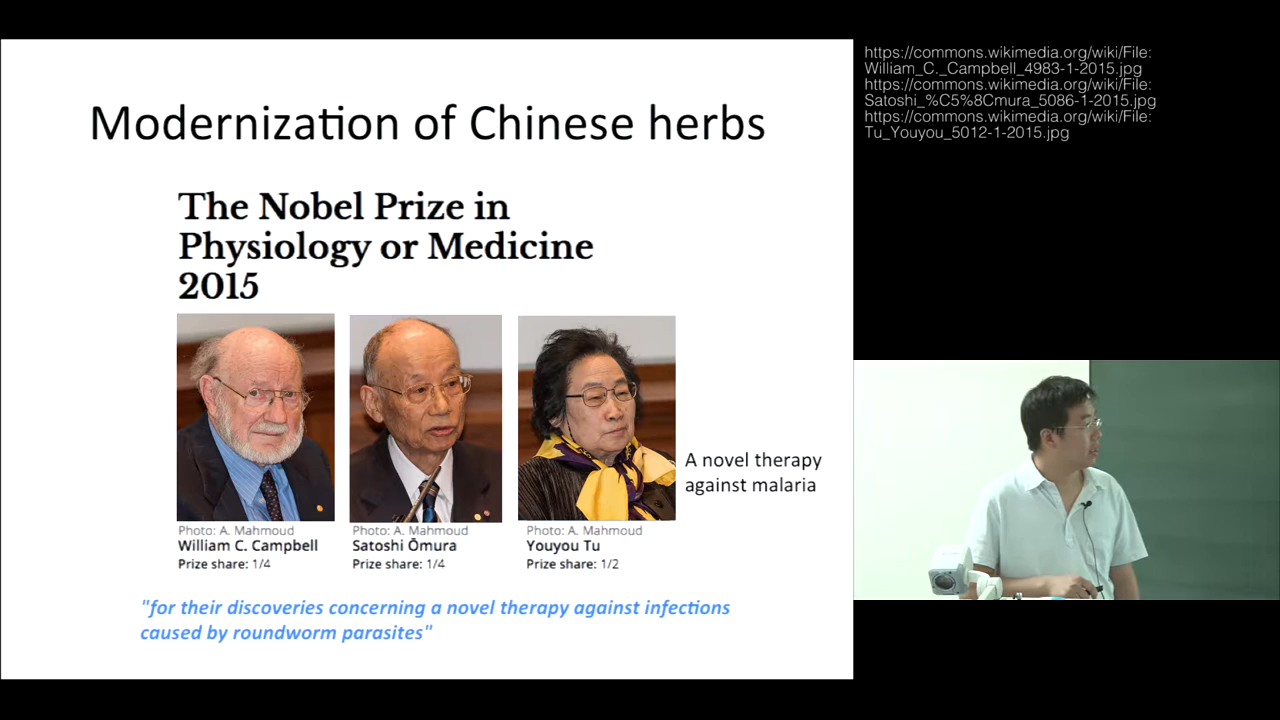 Modernization of Chinese herbs
The Nobel Prize in
Physiology or Medicine
2015
A novel therapy
against malaria
Photo: A. Mahmoud
William C. Campbell
Prize share: 1/4
Photo: A. Mahmoud
Satoshi Ōmura
Prize share: 1/4
Photo: A. Mahmoud
Youyou Tu
Prize share: 1/2
"for their discoveries concerning a novel therapy against infections
caused by roundworm parasites"
https://commons.wikimedia.org/wiki/File:
William_C._Campbell_4983-1-2015.jpg
https://commons.wikimedia.org/wiki/File:
Satoshi_%C5%8Cmura_5086-1-2015.jpg
https://commons.wikimedia.org/wiki/File:
Tu_Youyou_5012-1-2015.jpg